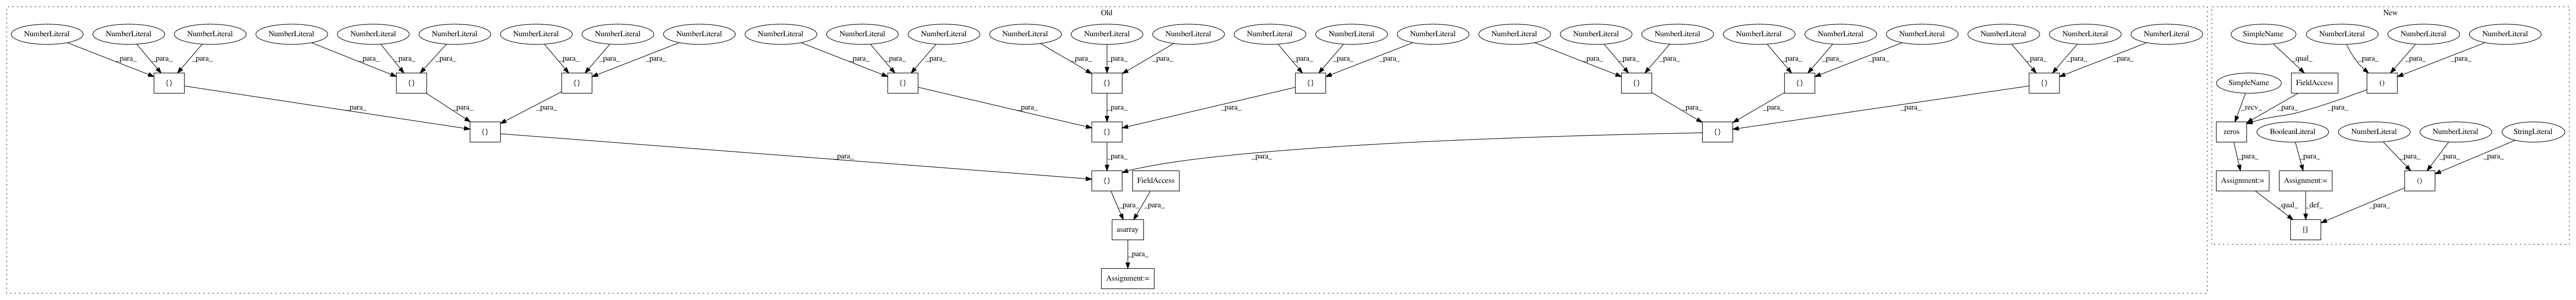 Old New
NumberLiteral NumberLiteral NumberLiteral NumberLiteral NumberLiteral NumberLiteral NumberLiteral NumberLiteral NumberLiteral NumberLiteral NumberLiteral NumberLiteral NumberLiteral NumberLiteral NumberLiteral NumberLiteral NumberLiteral NumberLiteral NumberLiteral NumberLiteral NumberLiteral NumberLiteral NumberLiteral NumberLiteral NumberLiteral NumberLiteral NumberLiteral SimpleName NumberLiteral NumberLiteral NumberLiteral
_para_ _para_ _para_ _para_ _para_ _para_ _para_ _para_ _para_ _para_ _para_ _para_ _para_ _para_ _para_ _para_ _para_ _para_ _para_ _para_ _para_ _para_ _para_ _para_ _para_ _para_ _para_ _qual_ _para_ _para_ _para_
{} {} {} {} {} {} {} {} {} SimpleName FieldAccess ()
_para_ _para_ _para_ _para_ _para_ _para_ _para_ _para_ _para_ _recv_ _para_ _para_
{} {} {} zeros BooleanLiteral NumberLiteral NumberLiteral StringLiteral
_para_ _para_ _para_ _para_ _para_ _para_ _para_ _para_
{} FieldAccess Assignment:= Assignment:= ()
_para_ _para_ _qual_ _def_ _para_
asarray []
_para_
Assignment:=